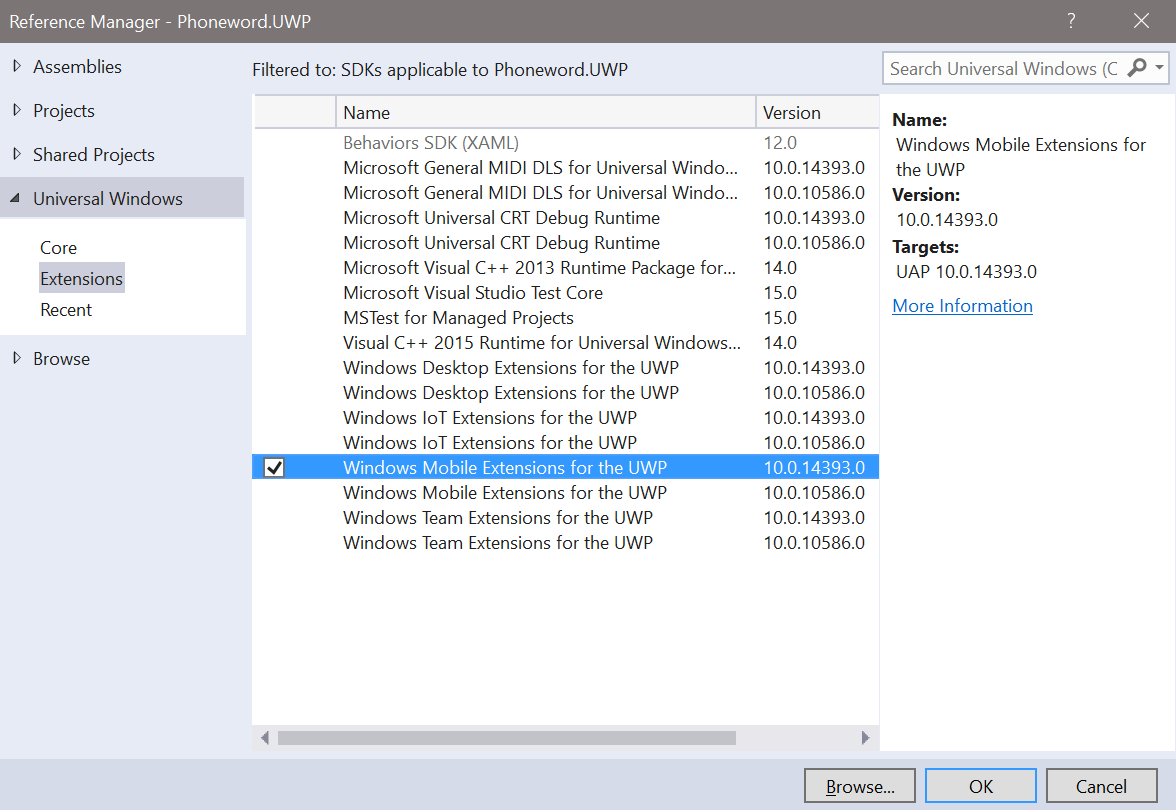 Reference Manager - Phoneword.UWP ?
Assemblies
Projects
Shared Projects
Universal Windows
Core
Extensions
Recent
Browse
Filtered to: SDKs applicable to Phoneword.UWP
Search Universal Windows (C
Name Version
Behaviors SDK (XAML) 12.0
Microsoft General MIDI DLS for Universal Windo... 10.0.14393.0
Microsoft General MIDI DLS for Universal Windo... 10.0.10586.0
Microsoft Universal CRT Debug Runtime 10.0.14393.0
Microsoft Universal CRT Debug Runtime 10.0.10586.0
Microsoft Visual C++ 2013 Runtime Package for... 14.0
Microsoft Visual Studio Test Core 15.0
MSTest for Managed Projects 15.0
Visual C++ 2015 Runtime for Universal Windows... 14.0
Windows Desktop Extensions for the UWP 10.0.14393.0
Windows Desktop Extensions for the UWP 10.0.10586.0
Windows IoT Extensions for the UWP 10.0.14393.0
Windows IoT Extensions for the UWP 10.0.10586.0
Windows Mobile Extensions for the UWP 10.0.14393.0
Windows Mobile Extensions for the UWP 10.0.10586.0
Windows Team Extensions for the UWP 10.0.14393.0
Windows Team Extensions for the UWP 10.0.10586.0
Name:
Windows Mobile Extensions for
the UWP
Version:
10.0.14393.0
Targets:
UAP 10.0.14393.0
More Information
Browse... OK Cancel